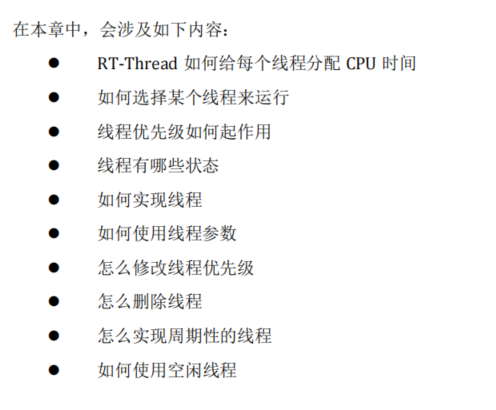 在本章中，会涉及如下内容：
● RT-Thread 如何给每个线程分配 CPU 时间
● 如何选择某个线程来运行
● 线程优先级如何起作用
● 线程有哪些状态
● 如何实现线程
● 如何使用线程参数
● 怎么修改线程优先级
● 怎么删除线程
● 怎么实现周期性的线程
● 如何使用空闲线程